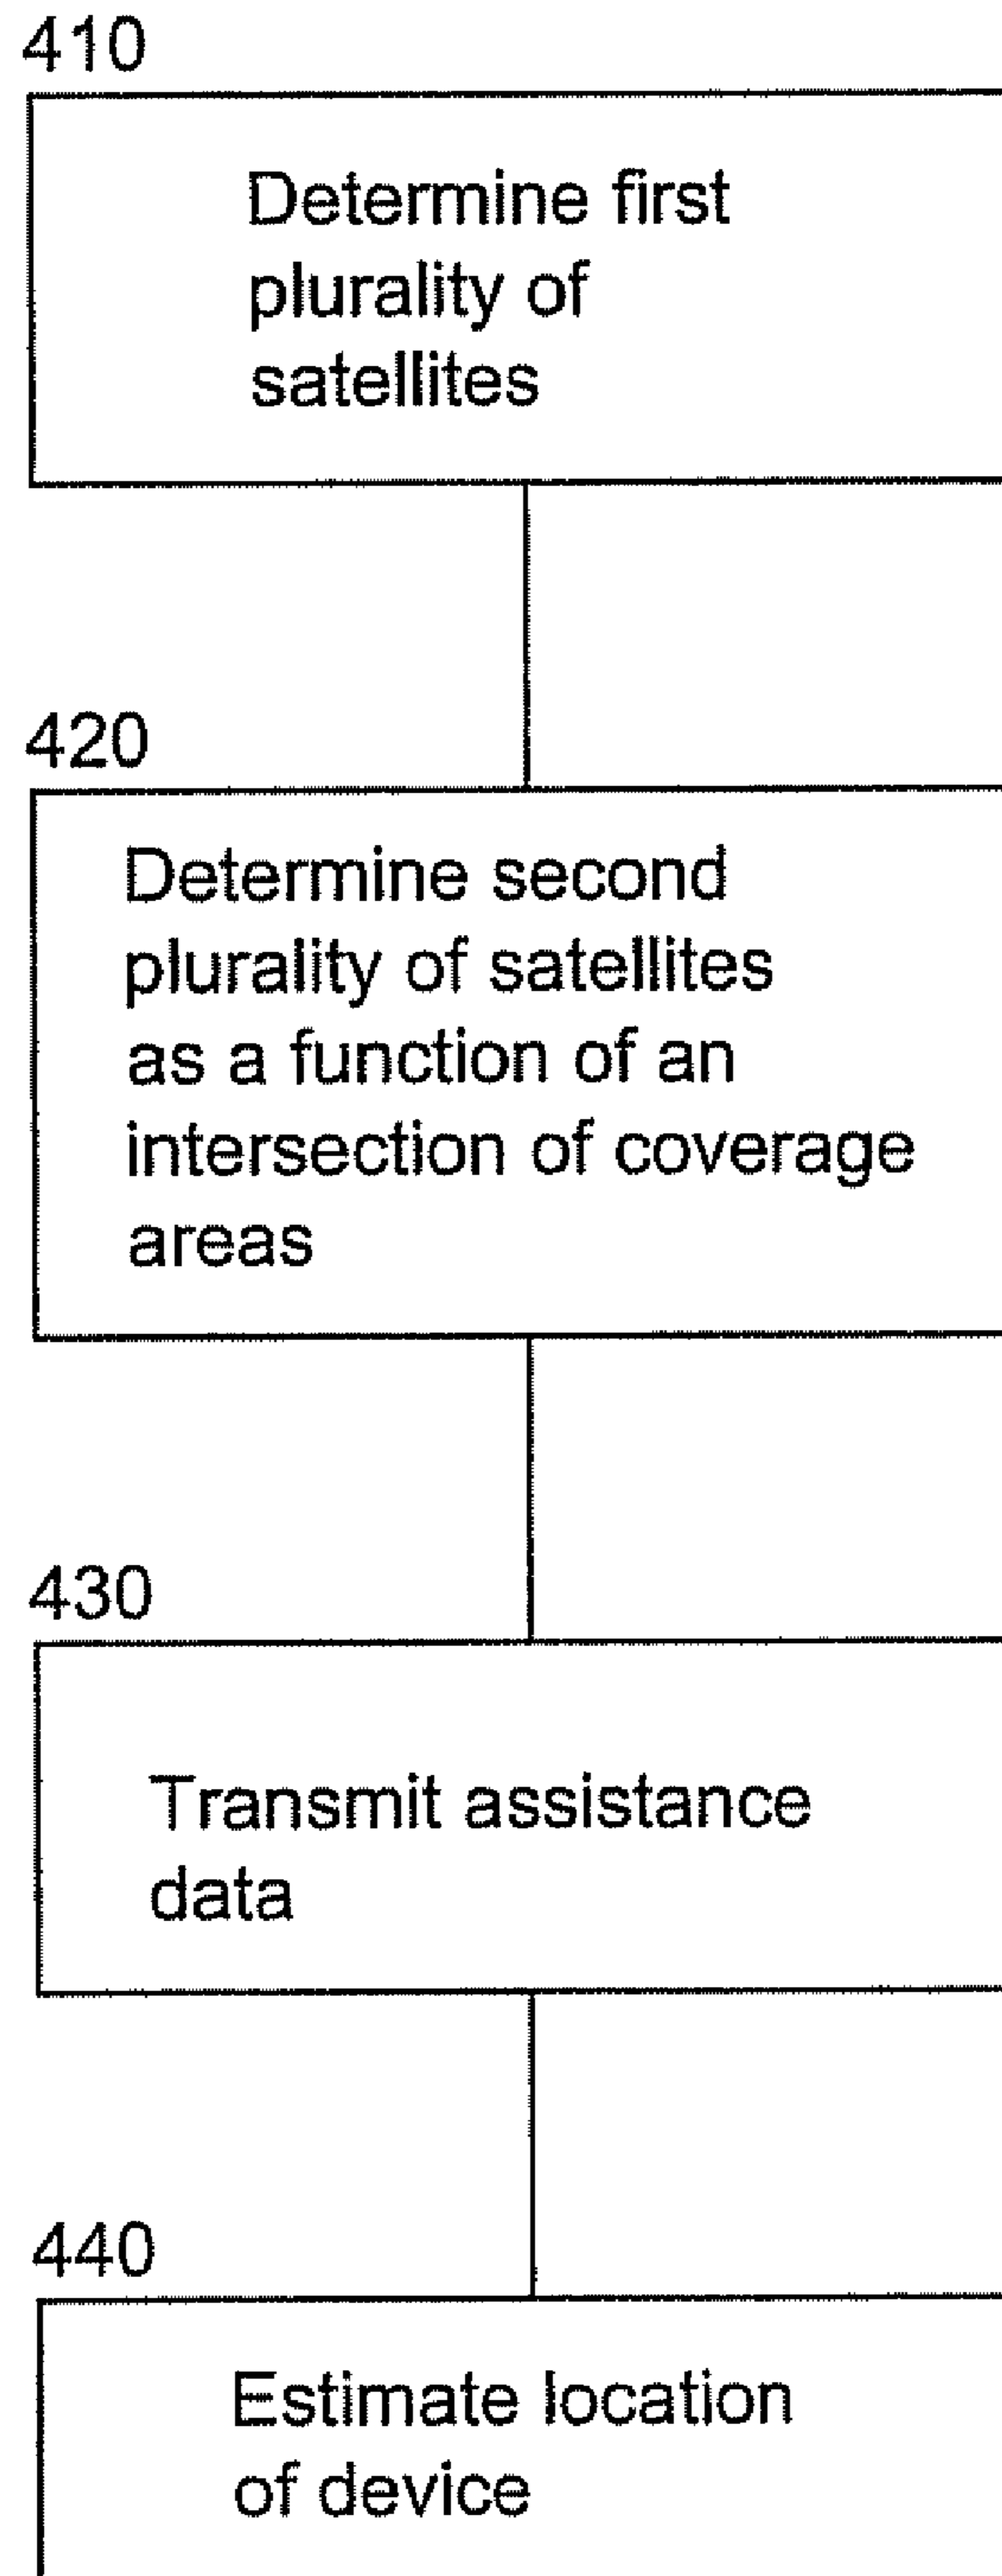 410
Determine first
plurality of
satellites
420
Determine second
plurality of satellites
as a function of an
intersection of coverage
areas
430
Transmit assistance
data
440
Estimate location
of device